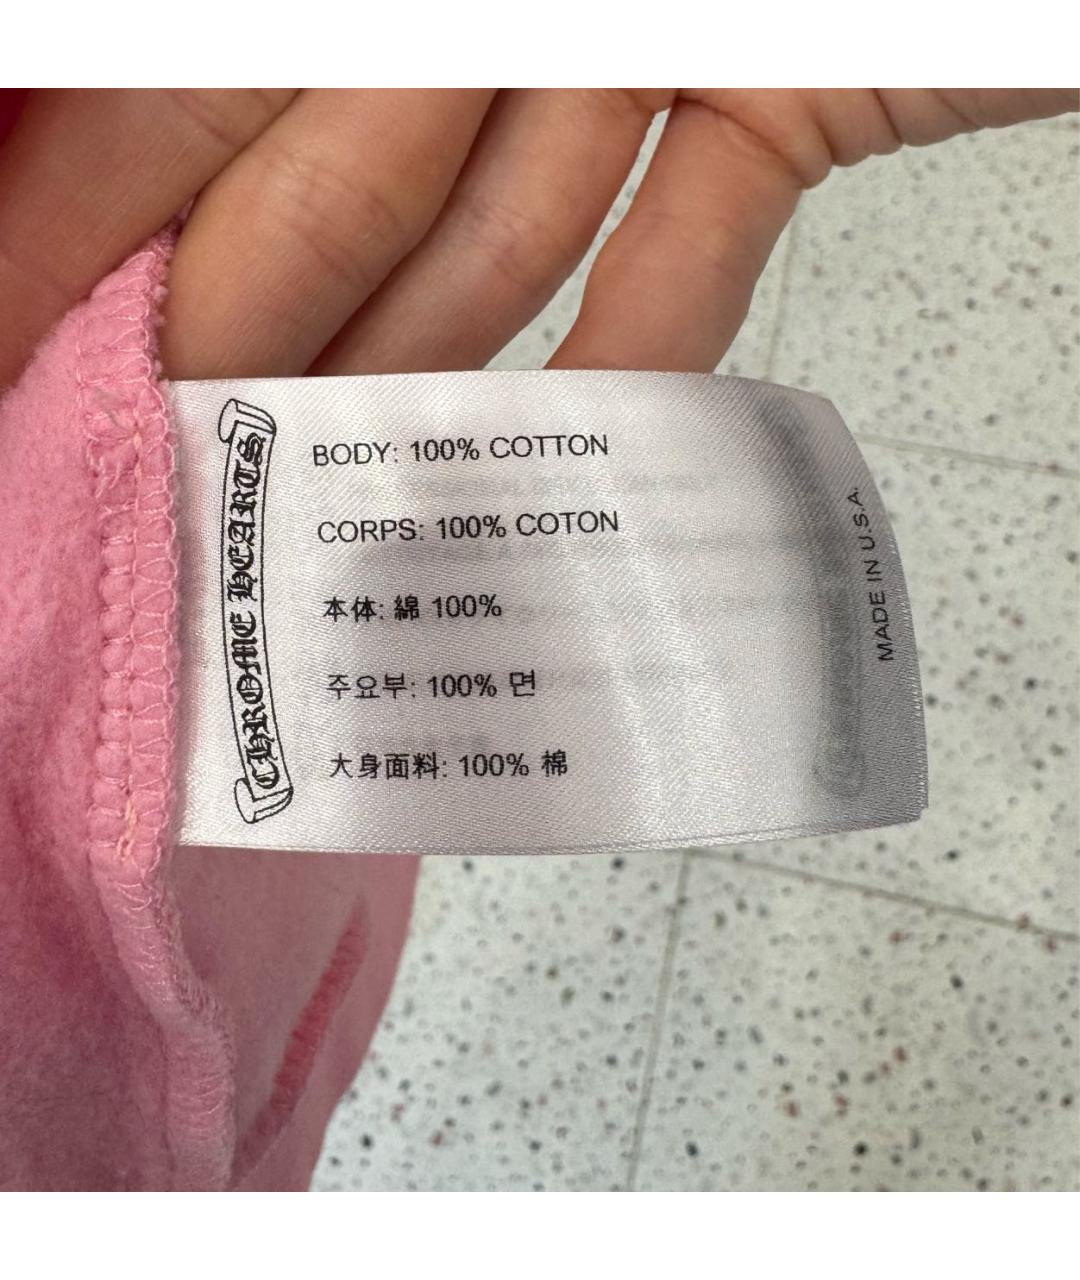 CHROME HEARTS
BODY: 100% COTTON
CORPS: 100% COTON
本体: 綿 100%
주요부: 100% 면
大身面料: 100% 棉
MADE IN U.S.A.